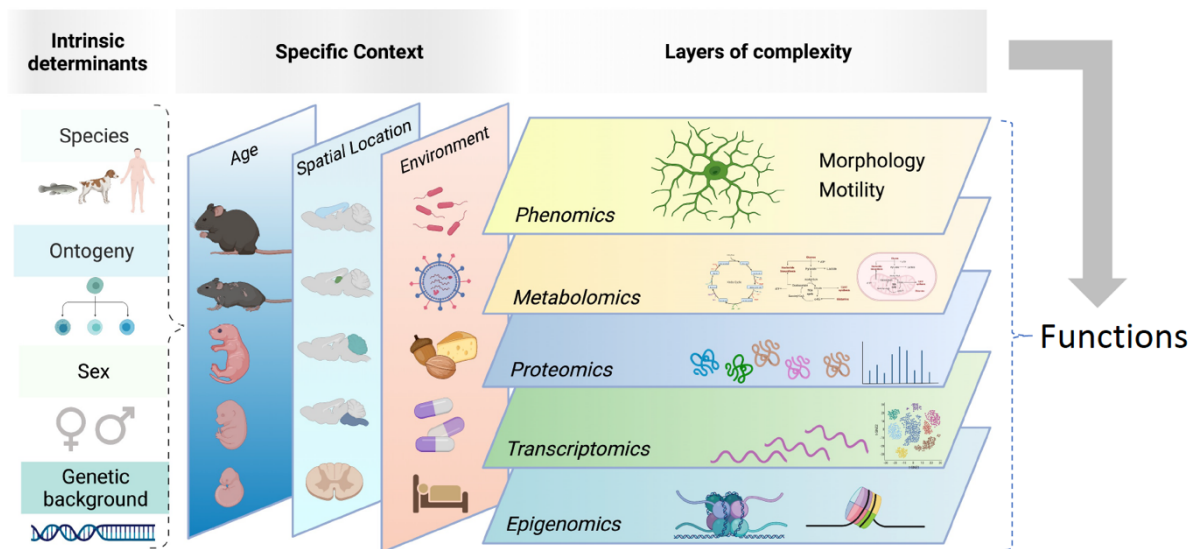 Intrinsic
determinants
Specific Context
Layers of complexity
Species
Ontogeny
Sex
Genetic
background
Age
Spatial Location
Environment
Phenomics
Morphology
Motility
Metabolomics
Proteomics
Transcriptomics
Epigenomics
Functions